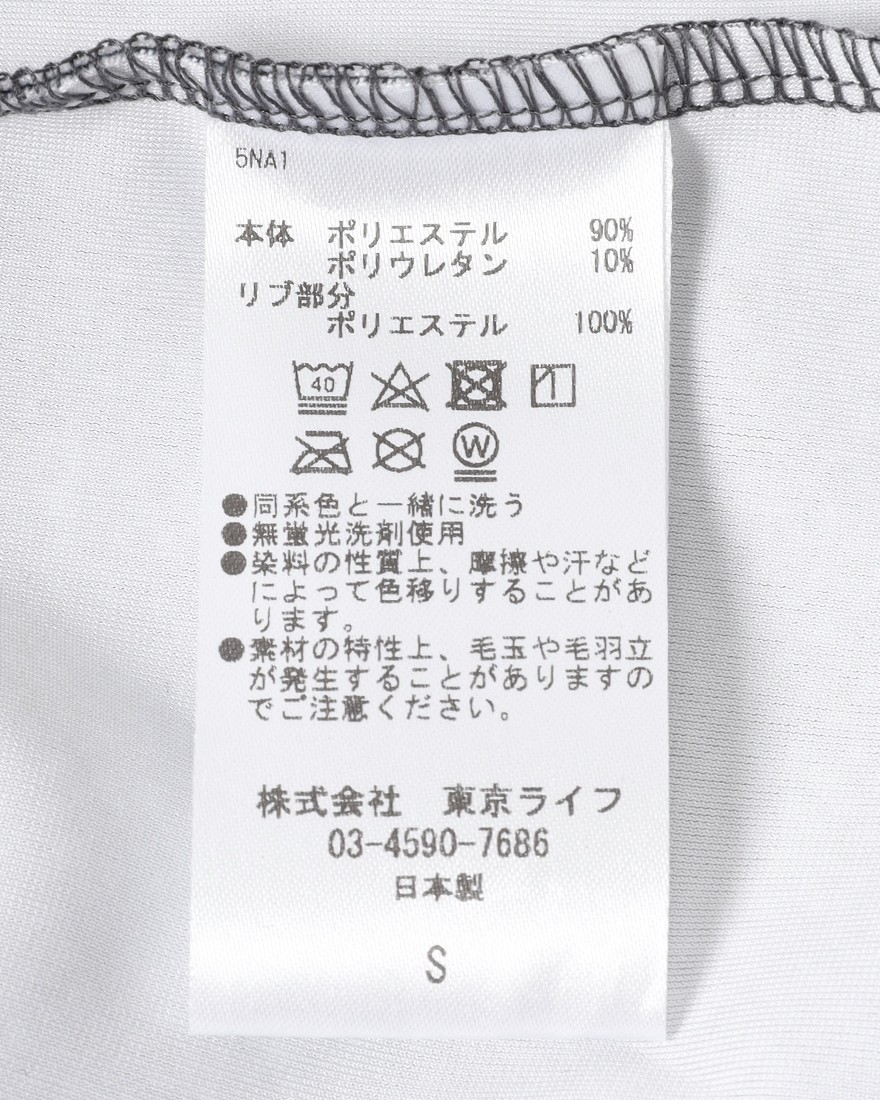 5NA1
本体 ポリエステル 90%
ポリウレタン 10%
リブ部分
ポリエステル 100%
40
W
●同系色と一緒に洗う
●無蛍光洗剤使用
●染料の性質上、摩擦や汗など
によって色移りすることがあ
ります。
●素材の特性上、毛玉や毛羽立
が発生することがありますの
でご注意ください。
株式会社 東京ライフ
03-4590-7686
日本製
S